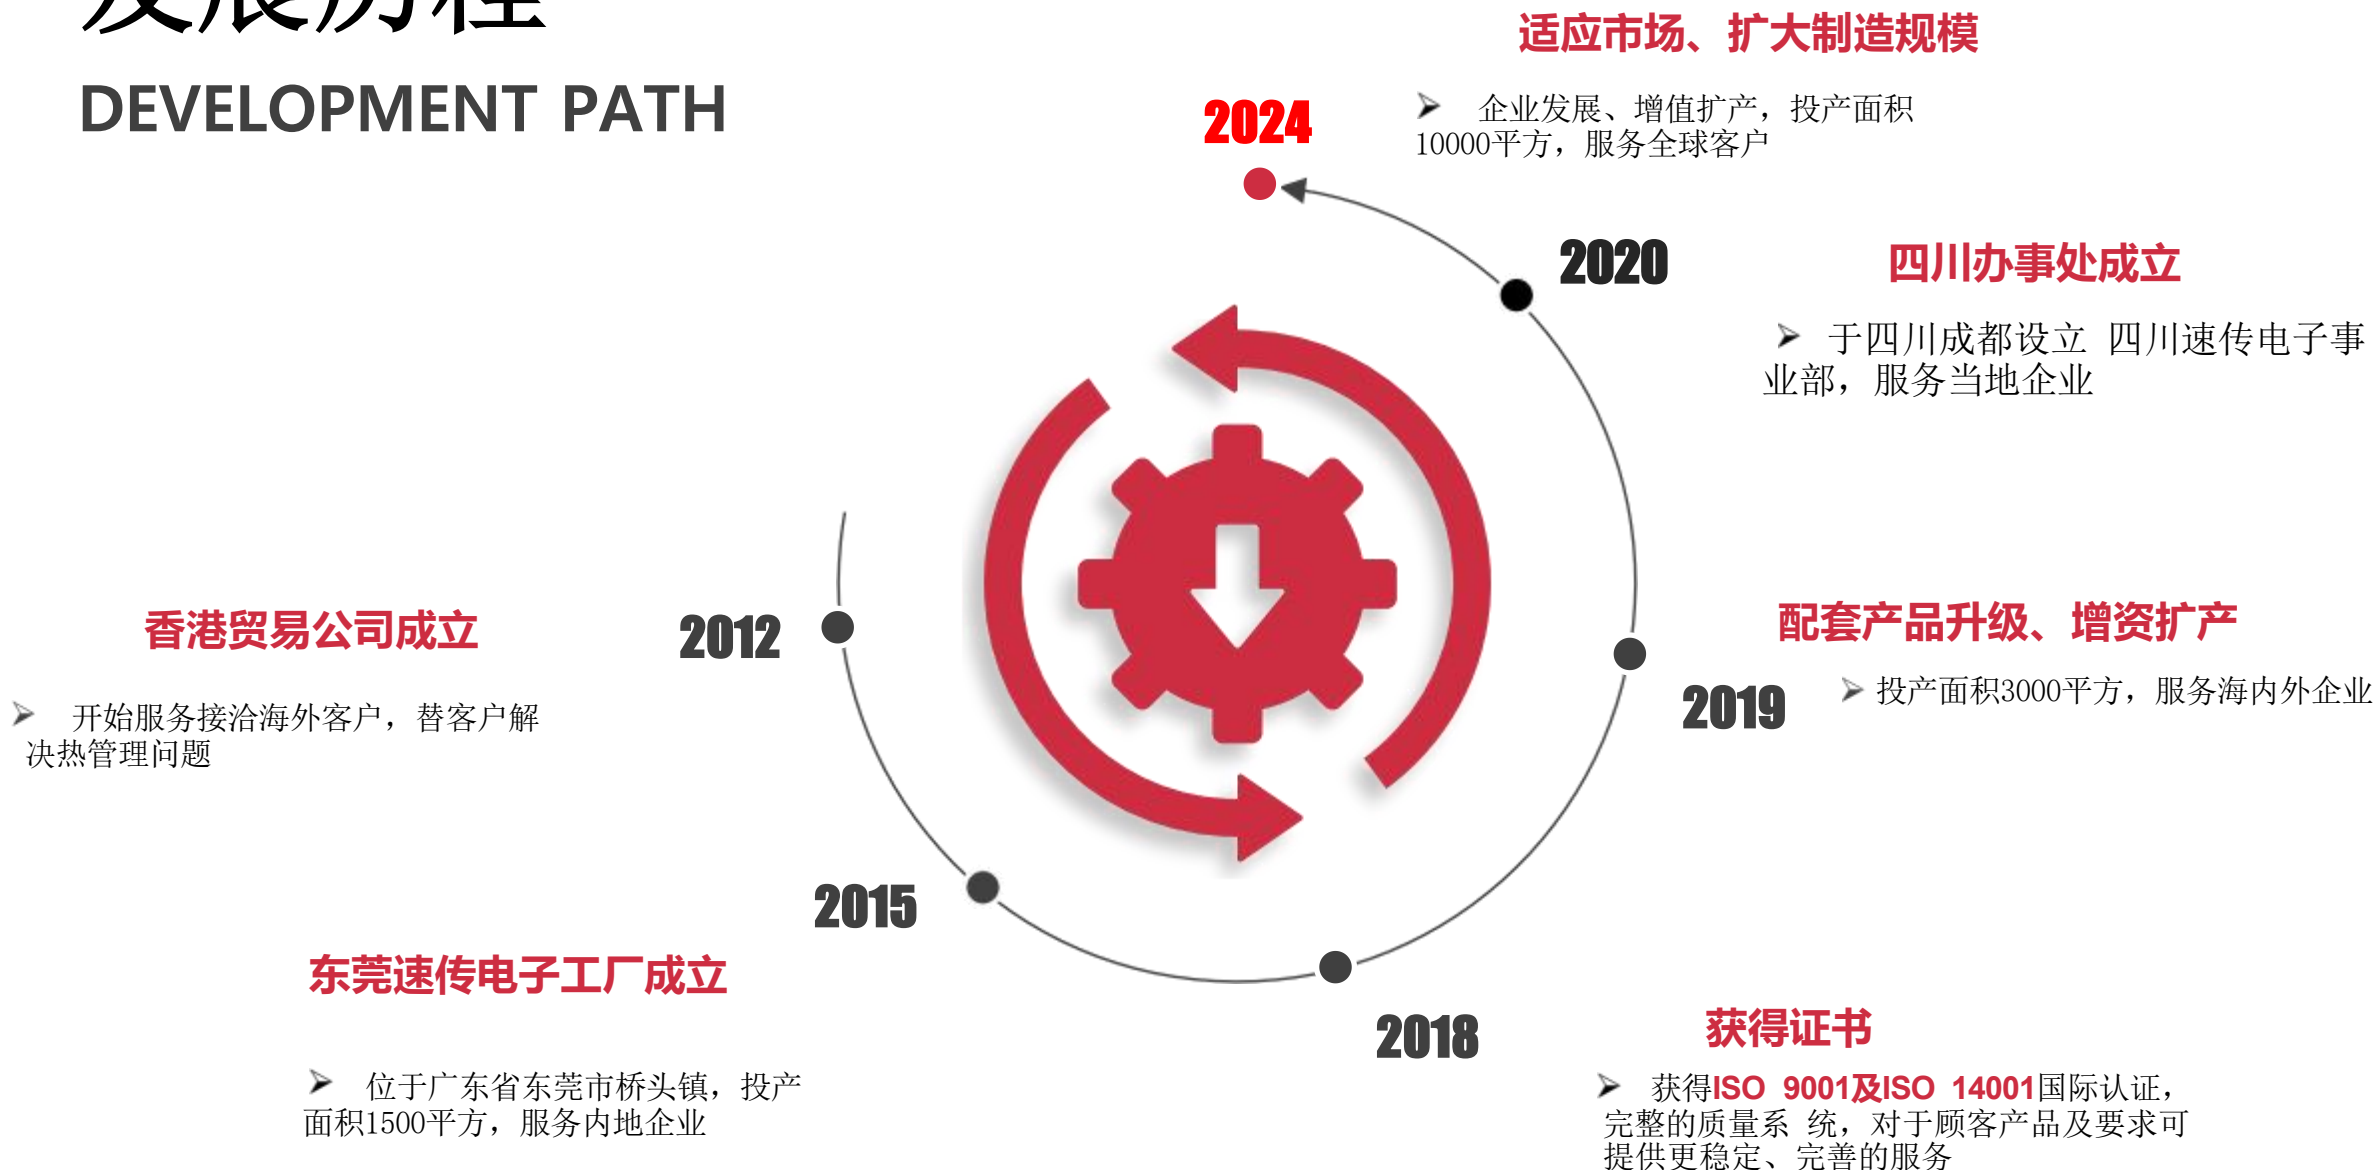 发展历程
DEVELOPMENT PATH
适应市场、扩大制造规模
2024
企业发展、增值扩产，投产面积
10000平方，服务全球客户
2020
四川办事处成立
于四川成都设立 四川速传电子事
业部，服务当地企业
香港贸易公司成立
2012
开始服务接洽海外客户，替客户解
决热管理问题
配套产品升级、增资扩产
2019
投产面积3000平方，服务海内外企业
2015
东莞速传电子工厂成立
位于广东省东莞市桥头镇，投产
面积1500平方，服务内地企业
2018
获得证书
获得ISO 9001及ISO 14001国际认证，
完整的质量系 统，对于顾客产品及要求可
提供更稳定、完善的服务